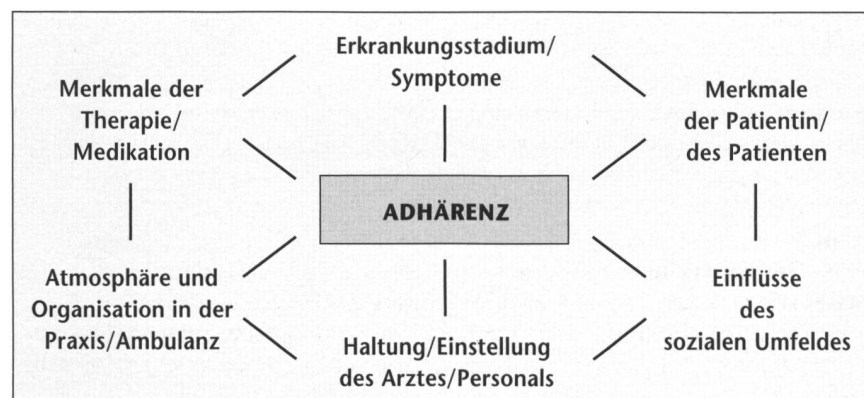 Erkrankungsstadium/
Symptome
Merkmale der
Therapie/
Medikation
Merkmale
der Patientin/
des Patienten
ADHÄRENZ
Atmosphäre und
Organisation in der
Praxis/Ambulanz
Haltung/Einstellung
des Arztes/Personals
Einflüsse
des
sozialen Umfeldes